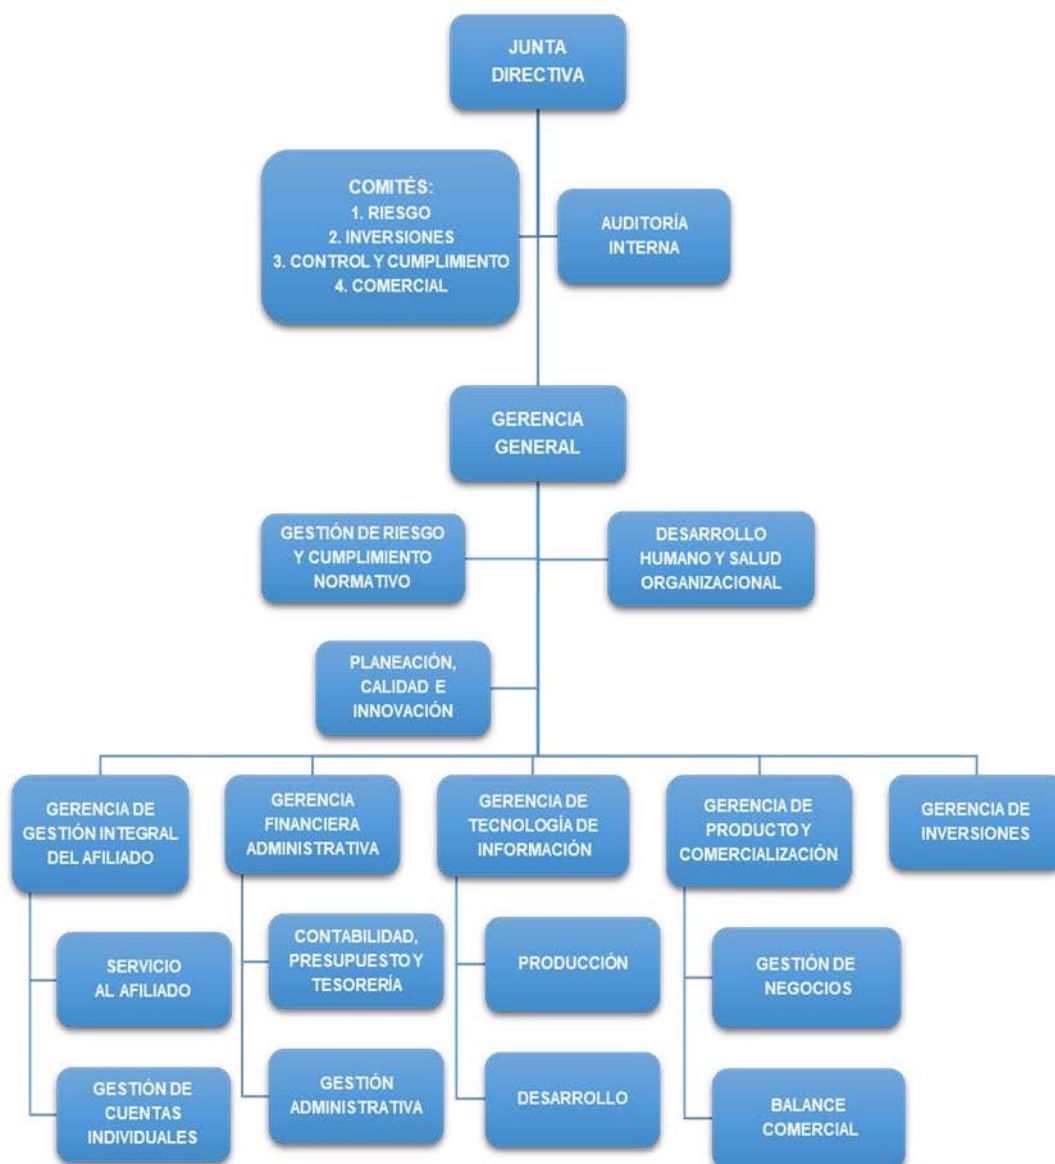 JUNTA
DIRECTIVA
COMITÉS:
1. RIESGO
2. INVERSIONES
3. CONTROL Y CUMPLIMIENTO
4. COMERCIAL
AUDITORÍA
INTERNA
GERENCIA
GENERAL
GESTIÓN DE RIESGO
Y CUMPLIMIENTO
NORMATIVO
DESARROLLO
HUMANO Y SALUD
ORGANIZACIONAL
PLANEACIÓN,
CALIDAD E
INNOVACIÓN
GERENCIA DE
GESTIÓN INTEGRAL
DEL AFILIADO
GERENCIA
FINANCIERA
ADMINISTRATIVA
GERENCIA DE
TECNOLOGÍA DE
INFORMACIÓN
GERENCIA DE
PRODUCTO Y
COMERCIALIZACIÓN
GERENCIA DE
INVERSIONES
SERVICIO
AL AFILIADO
CONTABILIDAD,
PRESUPUESTO Y
TESORERÍA
PRODUCCIÓN
GESTIÓN DE
NEGOCIOS
GESTIÓN DE
CUENTAS
INDIVIDUALES
GESTIÓN
ADMINISTRATIVA
DESARROLLO
BALANCE
COMERCIAL